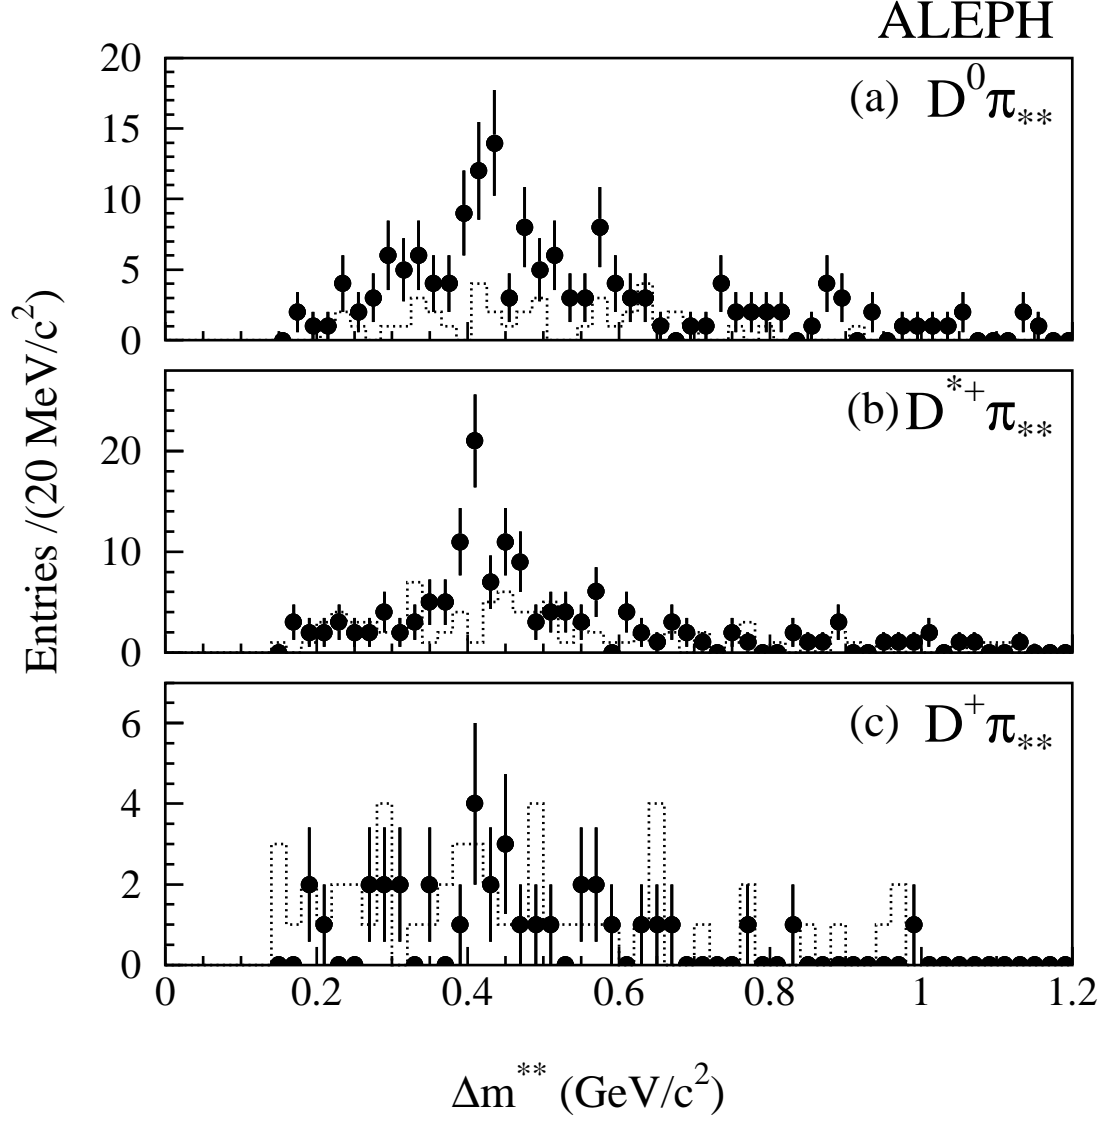 ALEPH
20
15
10
5
0
(a) D⁰π**
20
10
0
(b) D*⁺π**
6
4
2
0
(c) D⁺π**
0 0.2 0.4 0.6 0.8 1 1.2
Entries /(20 MeV/c²)
Δm** (GeV/c²)